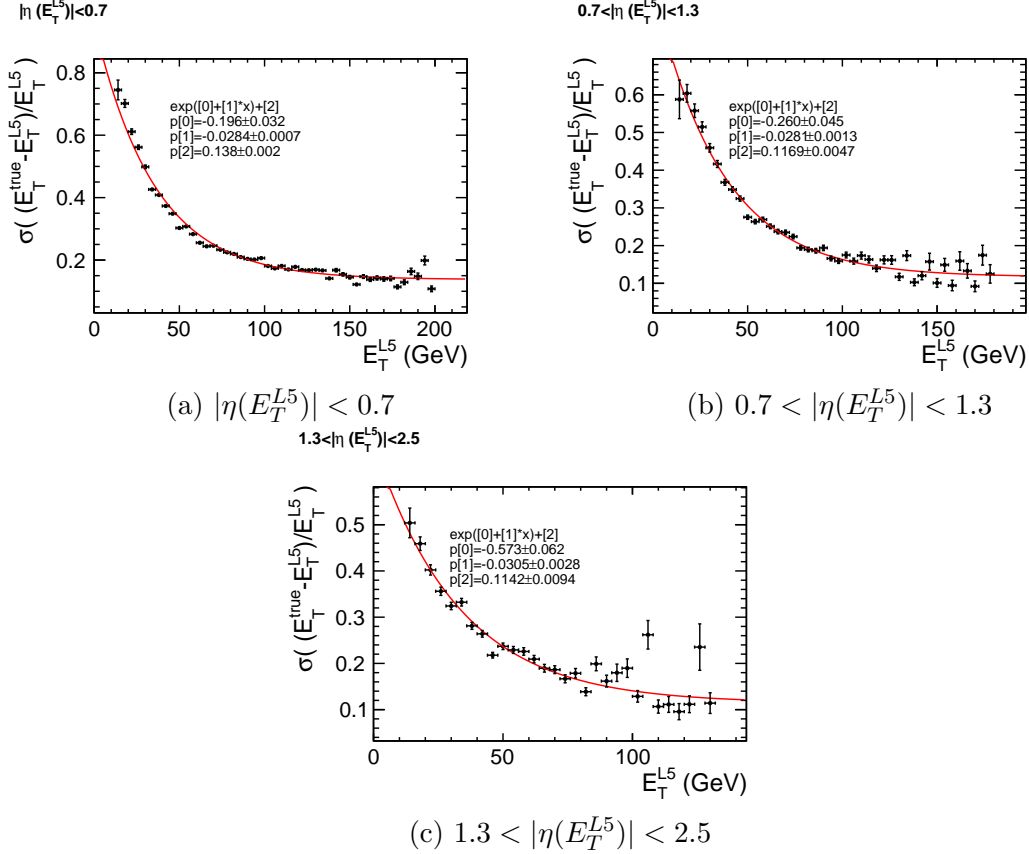 |η (E_T^L5)|<0.7
0.7<|η (E_T^L5)|<1.3
σ( (E_T^true-E_T^L5)/E_T^L5 )
0.8
0.6
0.4
0.2
exp([0]+[1]*x)+[2]
p[0]=-0.196±0.032
p[1]=-0.0284±0.0007
p[2]=0.138±0.002
0 50 100 150 200
E_T^L5 (GeV)
(a) |η(E_T^L5)| < 0.7
σ( (E_T^true-E_T^L5)/E_T^L5 )
0.6
0.5
0.4
0.3
0.2
0.1
exp([0]+[1]*x)+[2]
p[0]=-0.260±0.045
p[1]=-0.0281±0.0013
p[2]=0.1169±0.0047
0 50 100 150
E_T^L5 (GeV)
(b) 0.7 < |η(E_T^L5)| < 1.3
1.3<|η (E_T^L5)|<2.5
σ( (E_T^true-E_T^L5)/E_T^L5 )
0.5
0.4
0.3
0.2
0.1
exp([0]+[1]*x)+[2]
p[0]=-0.573±0.062
p[1]=-0.0305±0.0028
p[2]=0.1142±0.0094
0 50 100
E_T^L5 (GeV)
(c) 1.3 < |η(E_T^L5)| < 2.5